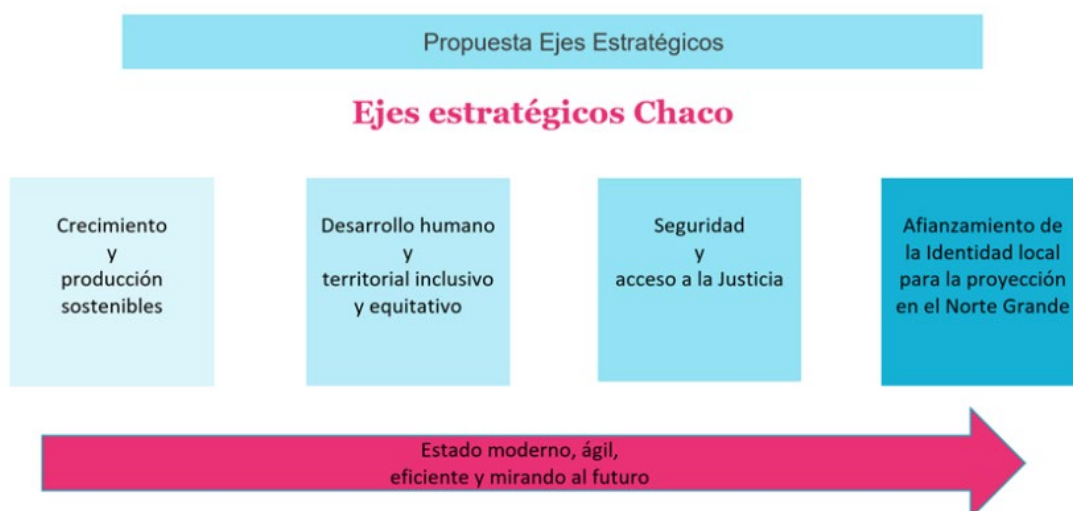 Propuesta Ejes Estratégicos
Ejes estratégicos Chaco
Crecimiento
y
producción
sostenibles
Desarrollo humano
y
territorial inclusivo
y equitativo
Seguridad
y
acceso a la Justicia
Afianzamiento de
la Identidad local
para la proyección
en el Norte Grande
Estado moderno, ágil,
eficiente y mirando al futuro